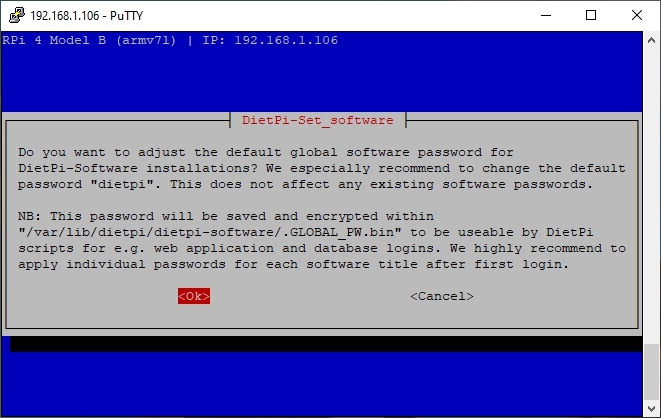 192.168.1.106 - PuTTY
RPi 4 Model B (armv7l) | IP: 192.168.1.106
DietPi-Set_software
Do you want to adjust the default global software password for
DietPi-Software installations? We especially recommend to change the default
password "dietpi". This does not affect any existing software passwords.
NB: This password will be saved and encrypted within
"/var/lib/dietpi/dietpi-software/.GLOBAL_PW.bin" to be useable by DietPi
scripts for e.g. web application and database logins. We highly recommend to
apply individual passwords for each software title after first login.
<Ok> <Cancel>